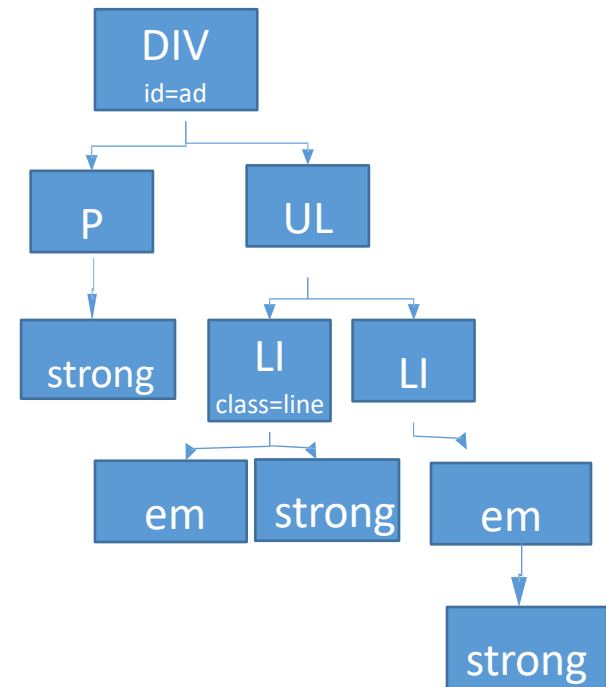 DIV
id=ad
P
UL
strong
LI
class=line
LI
em
strong
em
strong